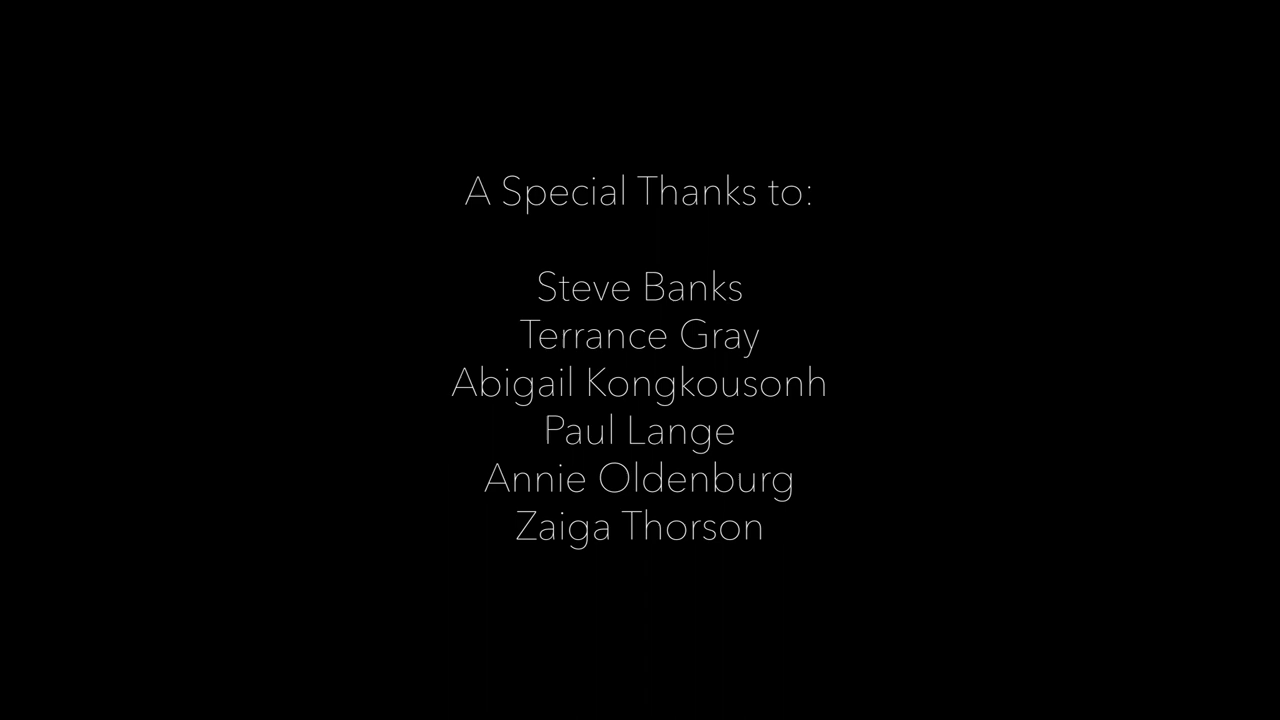 A Special Thanks to:
Steve Banks
Terrance Gray
Abigail Kongkousonh
Paul Lange
Annie Oldenburg
Zaiga Thorson